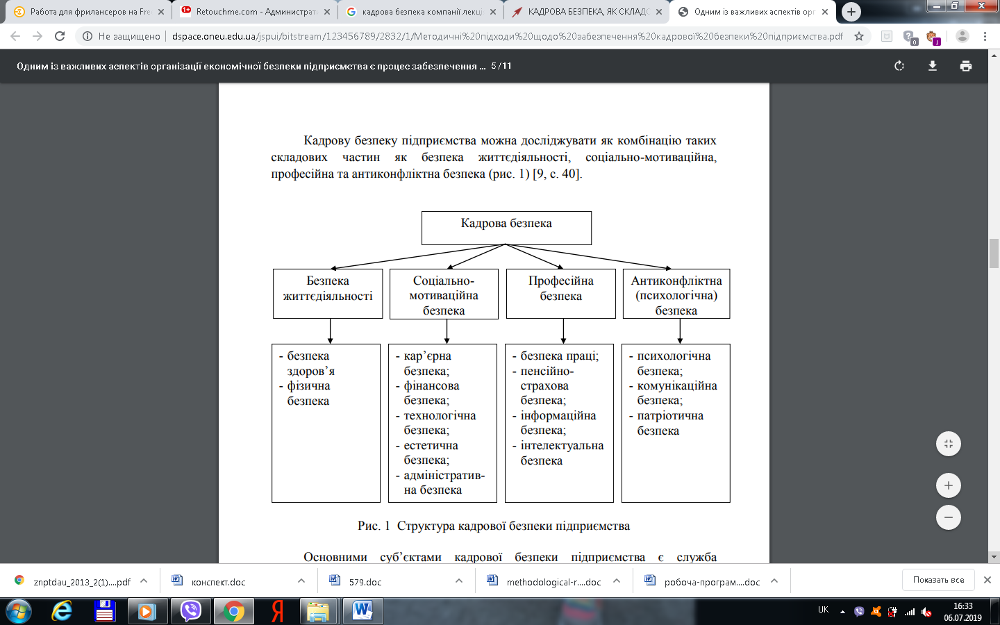 Работа для фрилансеров на Fre
Retouchme.com - Администрат
кадрова безпека компанії лекці
КАДРОВА БЕЗПЕКА, ЯК СКЛАДО
Одним із важливих аспектів орг
Не защищено
dspace.oneu.edu.ua/jspui/bitstream/123456789/2832/1/Методичні%20підходи%20щодо%20забезпечення%20кадрової%20безпеки%20підприємства.pdf
0
1
Одним із важливих аспектів організації економічної безпеки підприємства є процес забезпечення ... 5 / 11
Кадрову безпеку підприємства можна досліджувати як комбінацію таких
складових частин як безпека життєдіяльності, соціально-мотиваційна,
професійна та антиконфліктна безпека (рис. 1) [9, с. 40].
Кадрова безпека
Безпека
життєдіяльності
Соціально-
мотиваційна
безпека
Професійна
безпека
Антиконфліктна
(психологічна)
безпека
- безпека
здоров’я
- фізична
безпека
- кар’єрна
безпека;
- фінансова
безпека;
- технологічна
безпека;
- естетична
безпека;
- адміністратив-
на безпека
- безпека праці;
- пенсійно-
страхова
безпека;
- інформаційна
безпека;
- інтелектуальна
безпека
- психологічна
безпека;
- комунікаційна
безпека;
- патріотична
безпека
Рис. 1 Структура кадрової безпеки підприємства
Основними суб’єктами кадрової безпеки підприємства є служба
znptdau_2013_2(1)....pdf
конспект.doc
579.doc
methodological-r....doc
робоча-програм....doc
Показать все
UK
16:33
06.07.2019